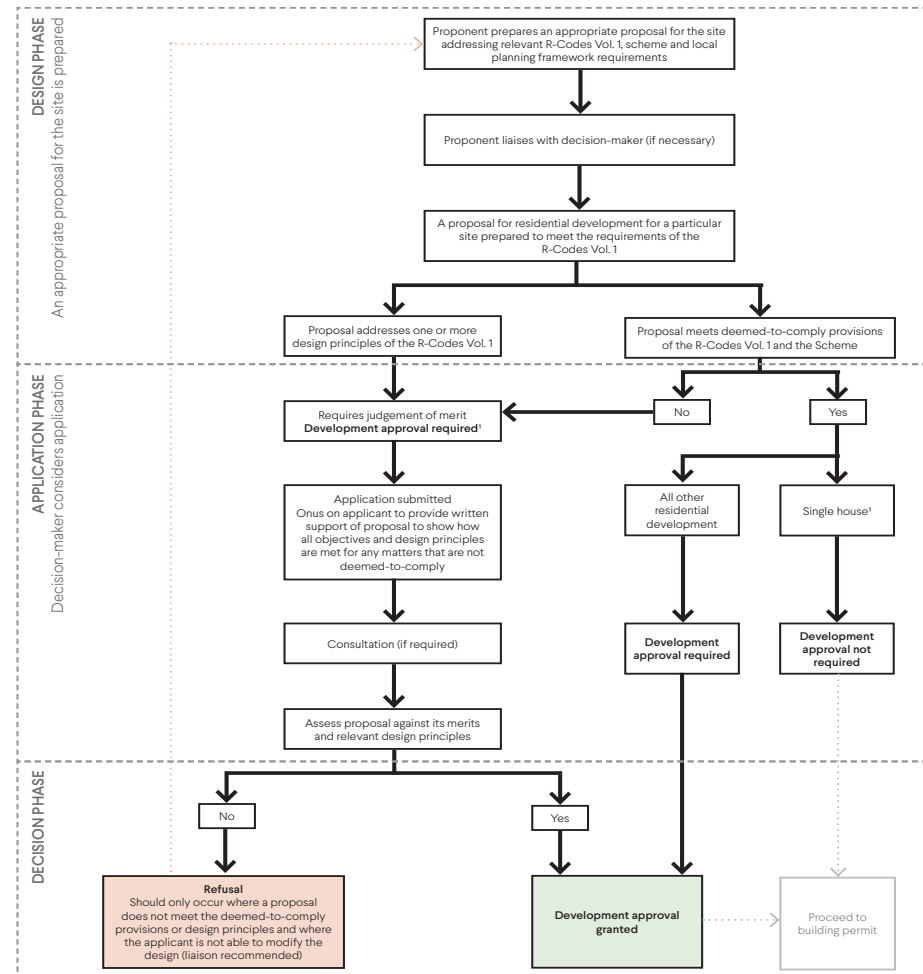 DESIGN PHASE
An appropriate proposal for the site is prepared
Proponent prepares an appropriate proposal for the site
addressing relevant R-Codes Vol. 1, scheme and local
planning framework requirements
Proponent liaises with decision-maker (if necessary)
A proposal for residential development for a particular
site prepared to meet the requirements of the
R-Codes Vol. 1
Proposal addresses one or more
design principles of the R-Codes Vol. 1
Proposal meets deemed-to-comply provisions
of the R-Codes Vol. 1 and the Scheme
APPLICATION PHASE
Decision-maker considers application
Requires judgement of merit
Development approval required¹
No
Yes
Application submitted
Onus on applicant to provide written
support of proposal to show how
all objectives and design principles
are met for any matters that are not
deemed-to-comply
All other
residential
development
Single house¹
Consultation (if required)
Development
approval required
Development
approval not
required
Assess proposal against its merits
and relevant design principles
DECISION PHASE
No
Yes
Refusal
Should only occur where a proposal
does not meet the deemed-to-comply
provisions or design principles and where
the applicant is not able to modify the
design (liaison recommended)
Development approval
granted
Proceed to
building permit